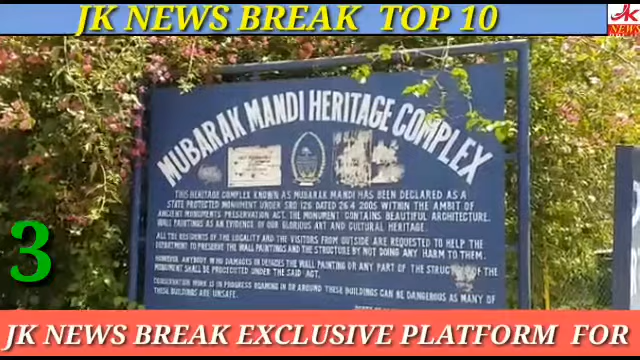 JK NEWS BREAK TOP 10
JK
NEWS
MUBARAK MANDI HERITAGE COMPLEX
THIS HERITAGE COMPLEX KNOWN AS MUBARAK MANDI HAS BEEN DECLARED AS A
STATE PROTECTED MONUMENT UNDER SRO 126 DATED 26 4 2005 WITHIN THE AMBIT OF
ANCIENT MONUMENTS PRESERVATION ACT. THE MONUMENT CONTAINS BEAUTIFUL ARCHITECTURE.
WALL PAINTINGS AS AN EVIDENCE OF OUR GLORIOUS ART AND CULTURAL HERITAGE.
ALL THE RESIDENTS OF THE LOCALITY AND THE VISITORS FROM OUTSIDE ARE REQUESTED TO HELP THE
DEPARTMENT TO PRESERVE THE WALL PAINTINGS AND THE STRUCTURE BY NOT DOING ANY HARM TO THEM.
HOWEVER ANYBODY WHO DAMAGES IN DEFACES THE WALL PAINTING OR ANY PART OF THE STRUCTURE OF THE
MONUMENT SHALL BE PROSECUTED UNDER THE SAID ACT.
CONSERVATION WORK IS IN PROGRESS ROAMING IN OR AROUND THESE BUILDINGS CAN BE DANGEROUS AS MANY OF
THESE BUILDINGS ARE UNSAFE.
3
JK NEWS BREAK EXCLUSIVE PLATFORM FOR